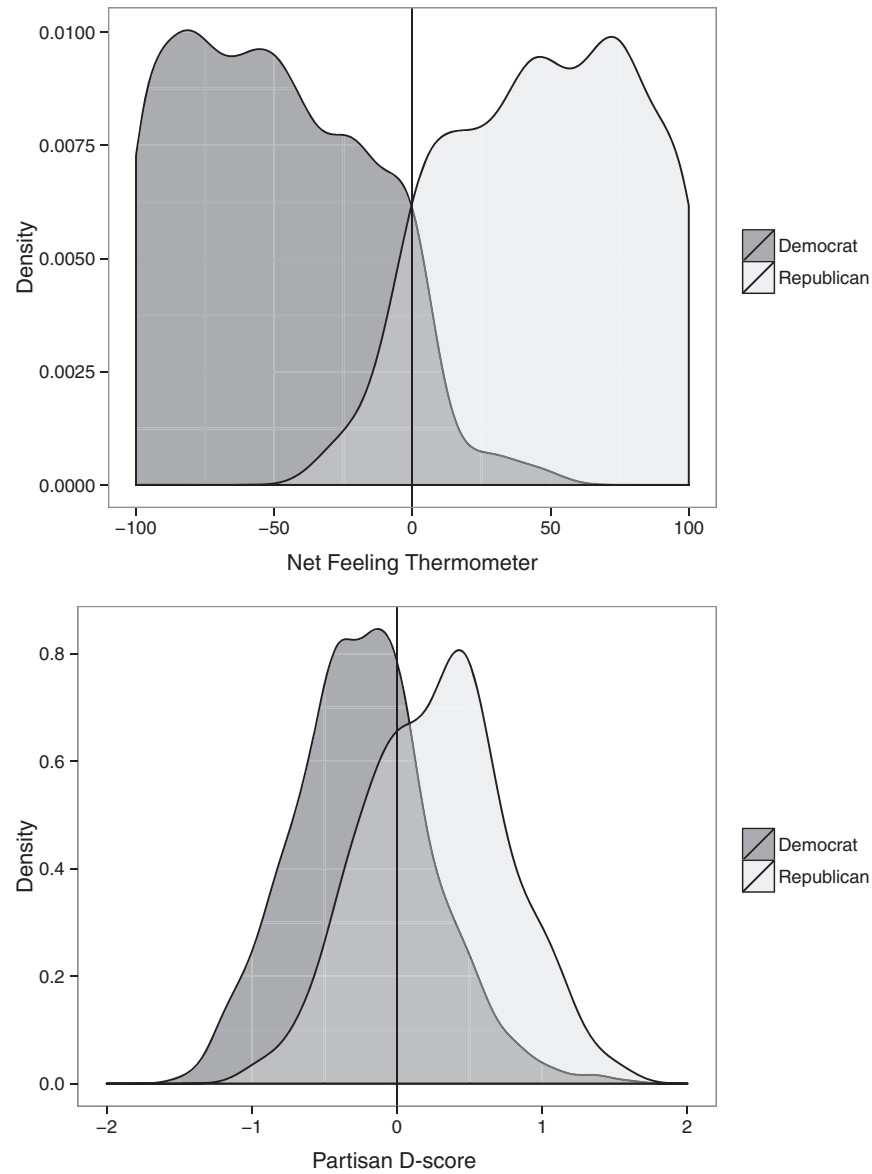 0.0100
0.0075
0.0050
0.0025
0.0000
Density
−100 −50 0 50 100
Net Feeling Thermometer
Democrat
Republican
0.8
0.6
0.4
0.2
0.0
Density
−2 −1 0 1 2
Partisan D-score
Democrat
Republican